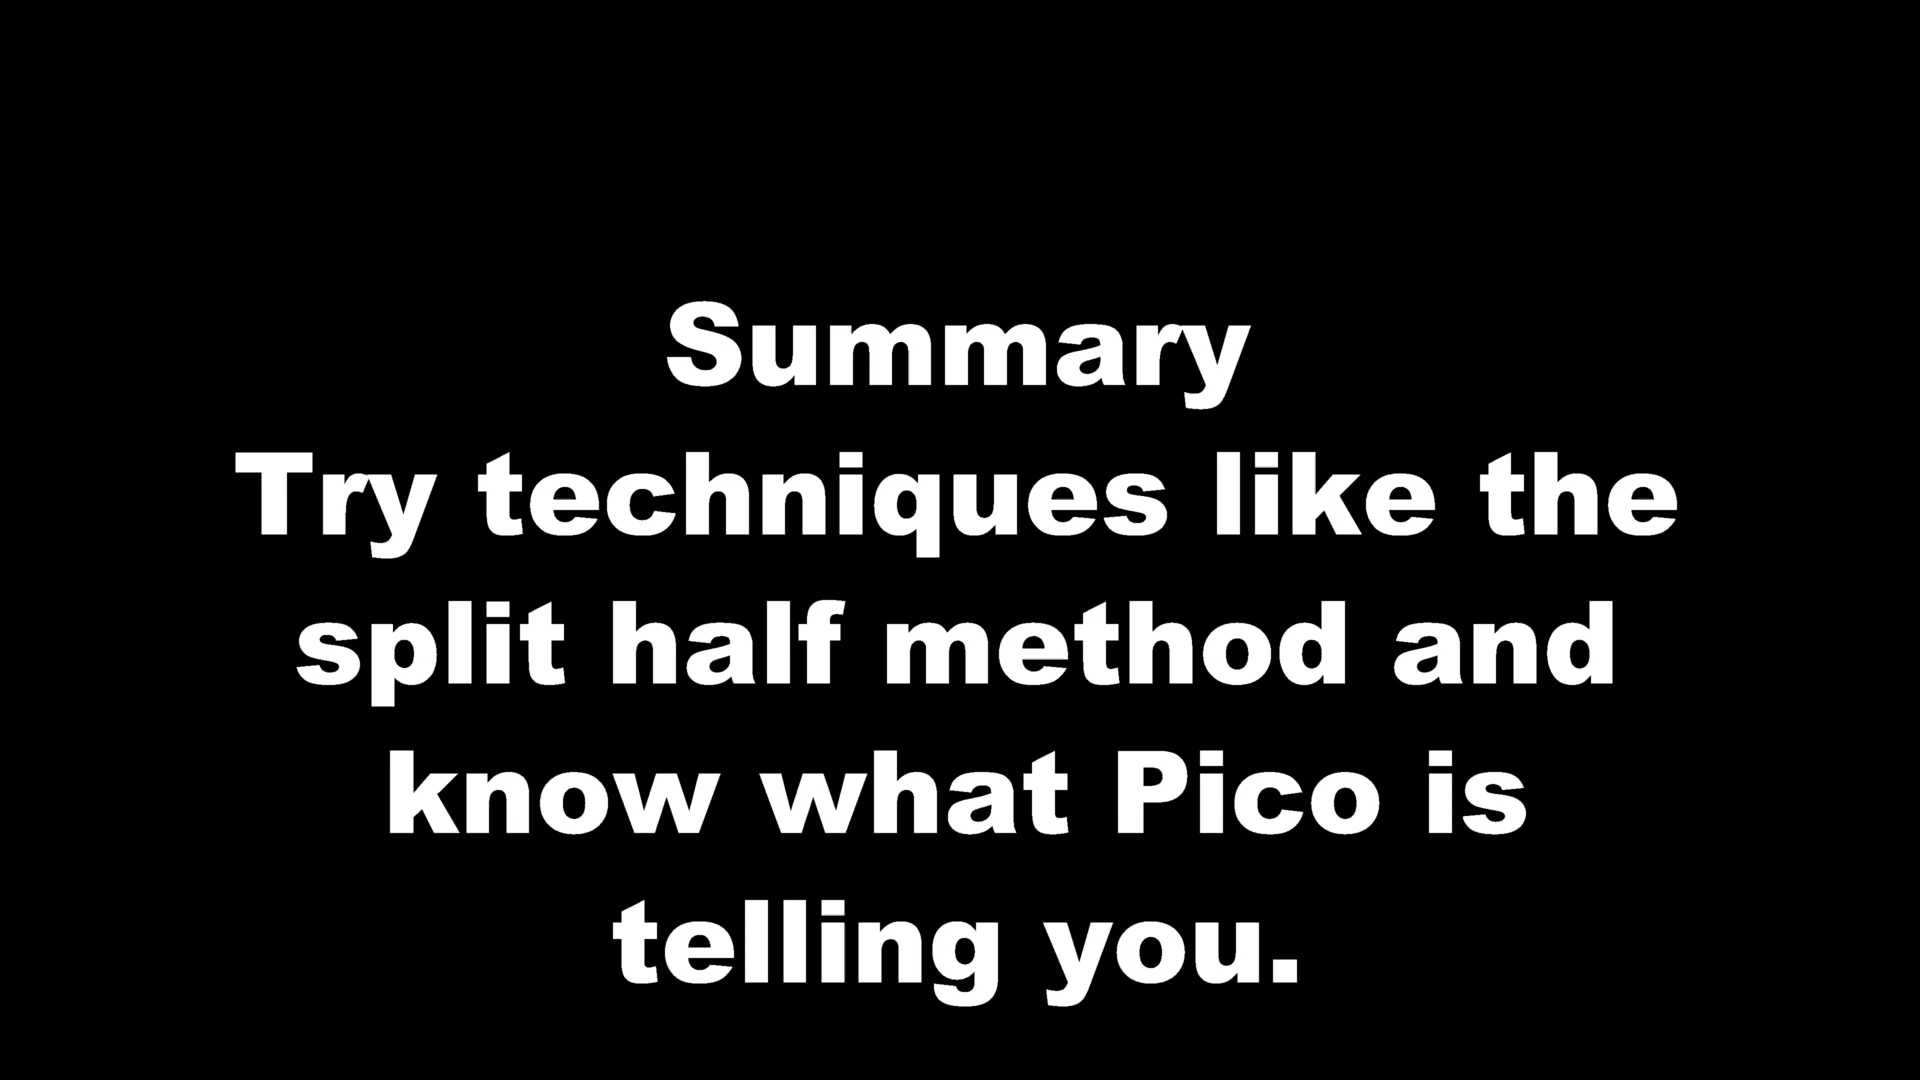 Summary
Try techniques like the
split half method and
know what Pico is
telling you.